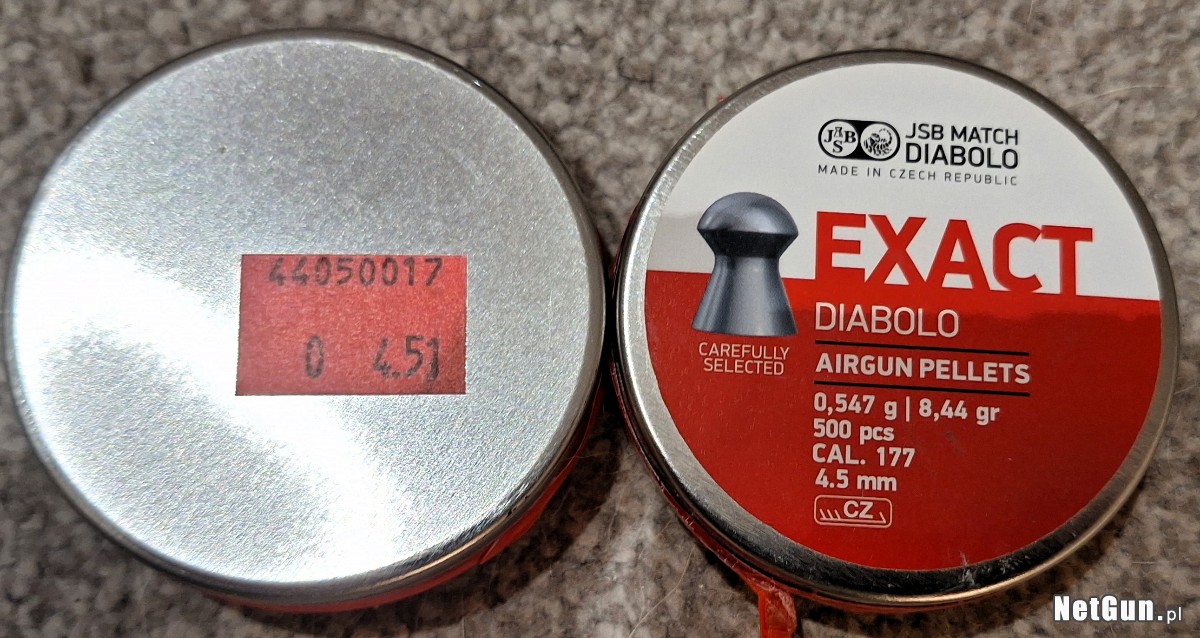 44050017
0 4.51
JSB
JSB MATCH
DIABOLO
MADE IN CZECH REPUBLIC
EXACT
DIABOLO
CAREFULLY
SELECTED
AIRGUN PELLETS
0,547 g | 8,44 gr
500 pcs
CAL. 177
4.5 mm
CZ
NetGun.pl